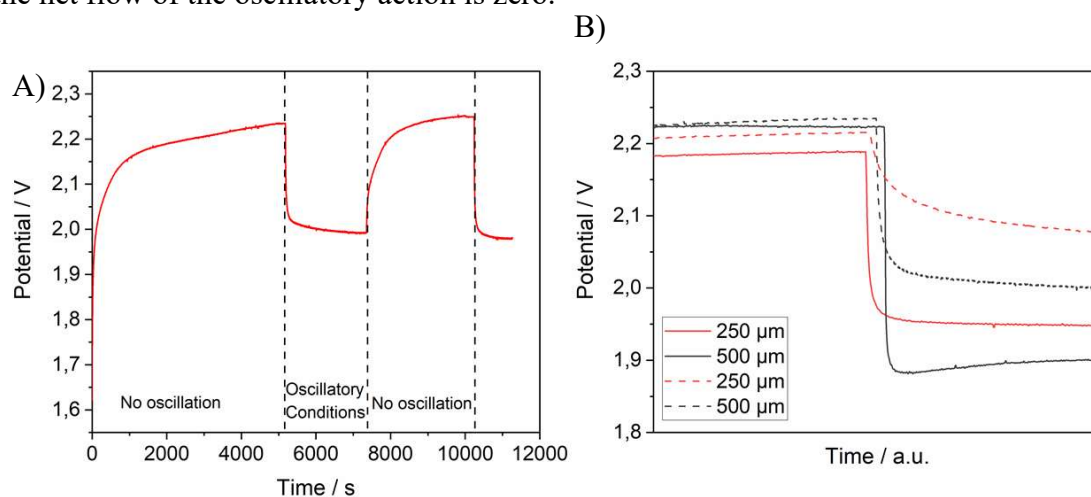 the net flow of the oscillatory action is zero.
A)
2,3
2,2
2,1
2,0
1,9
1,8
1,7
1,6
Potential / V
No oscillation
Oscillatory
Conditions
No oscillation
0
2000
4000
6000
8000
10000
12000
Time / s
B)
2,3
2,2
2,1
2,0
1,9
1,8
Potential / V
250 µm
500 µm
250 µm
500 µm
Time / a.u.